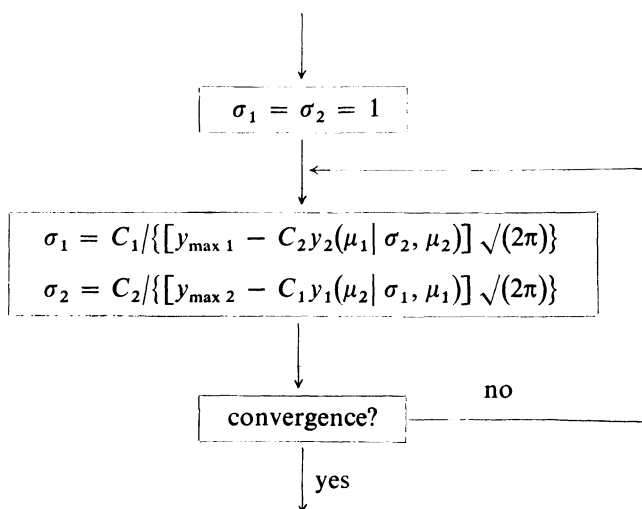 σ₁ = σ₂ = 1
σ₁ = C₁/{[y_max 1 − C₂y₂(μ₁| σ₂, μ₂)] √(2π)}
σ₂ = C₂/{[y_max 2 − C₁y₁(μ₂| σ₁, μ₁)] √(2π)}
no
convergence?
yes